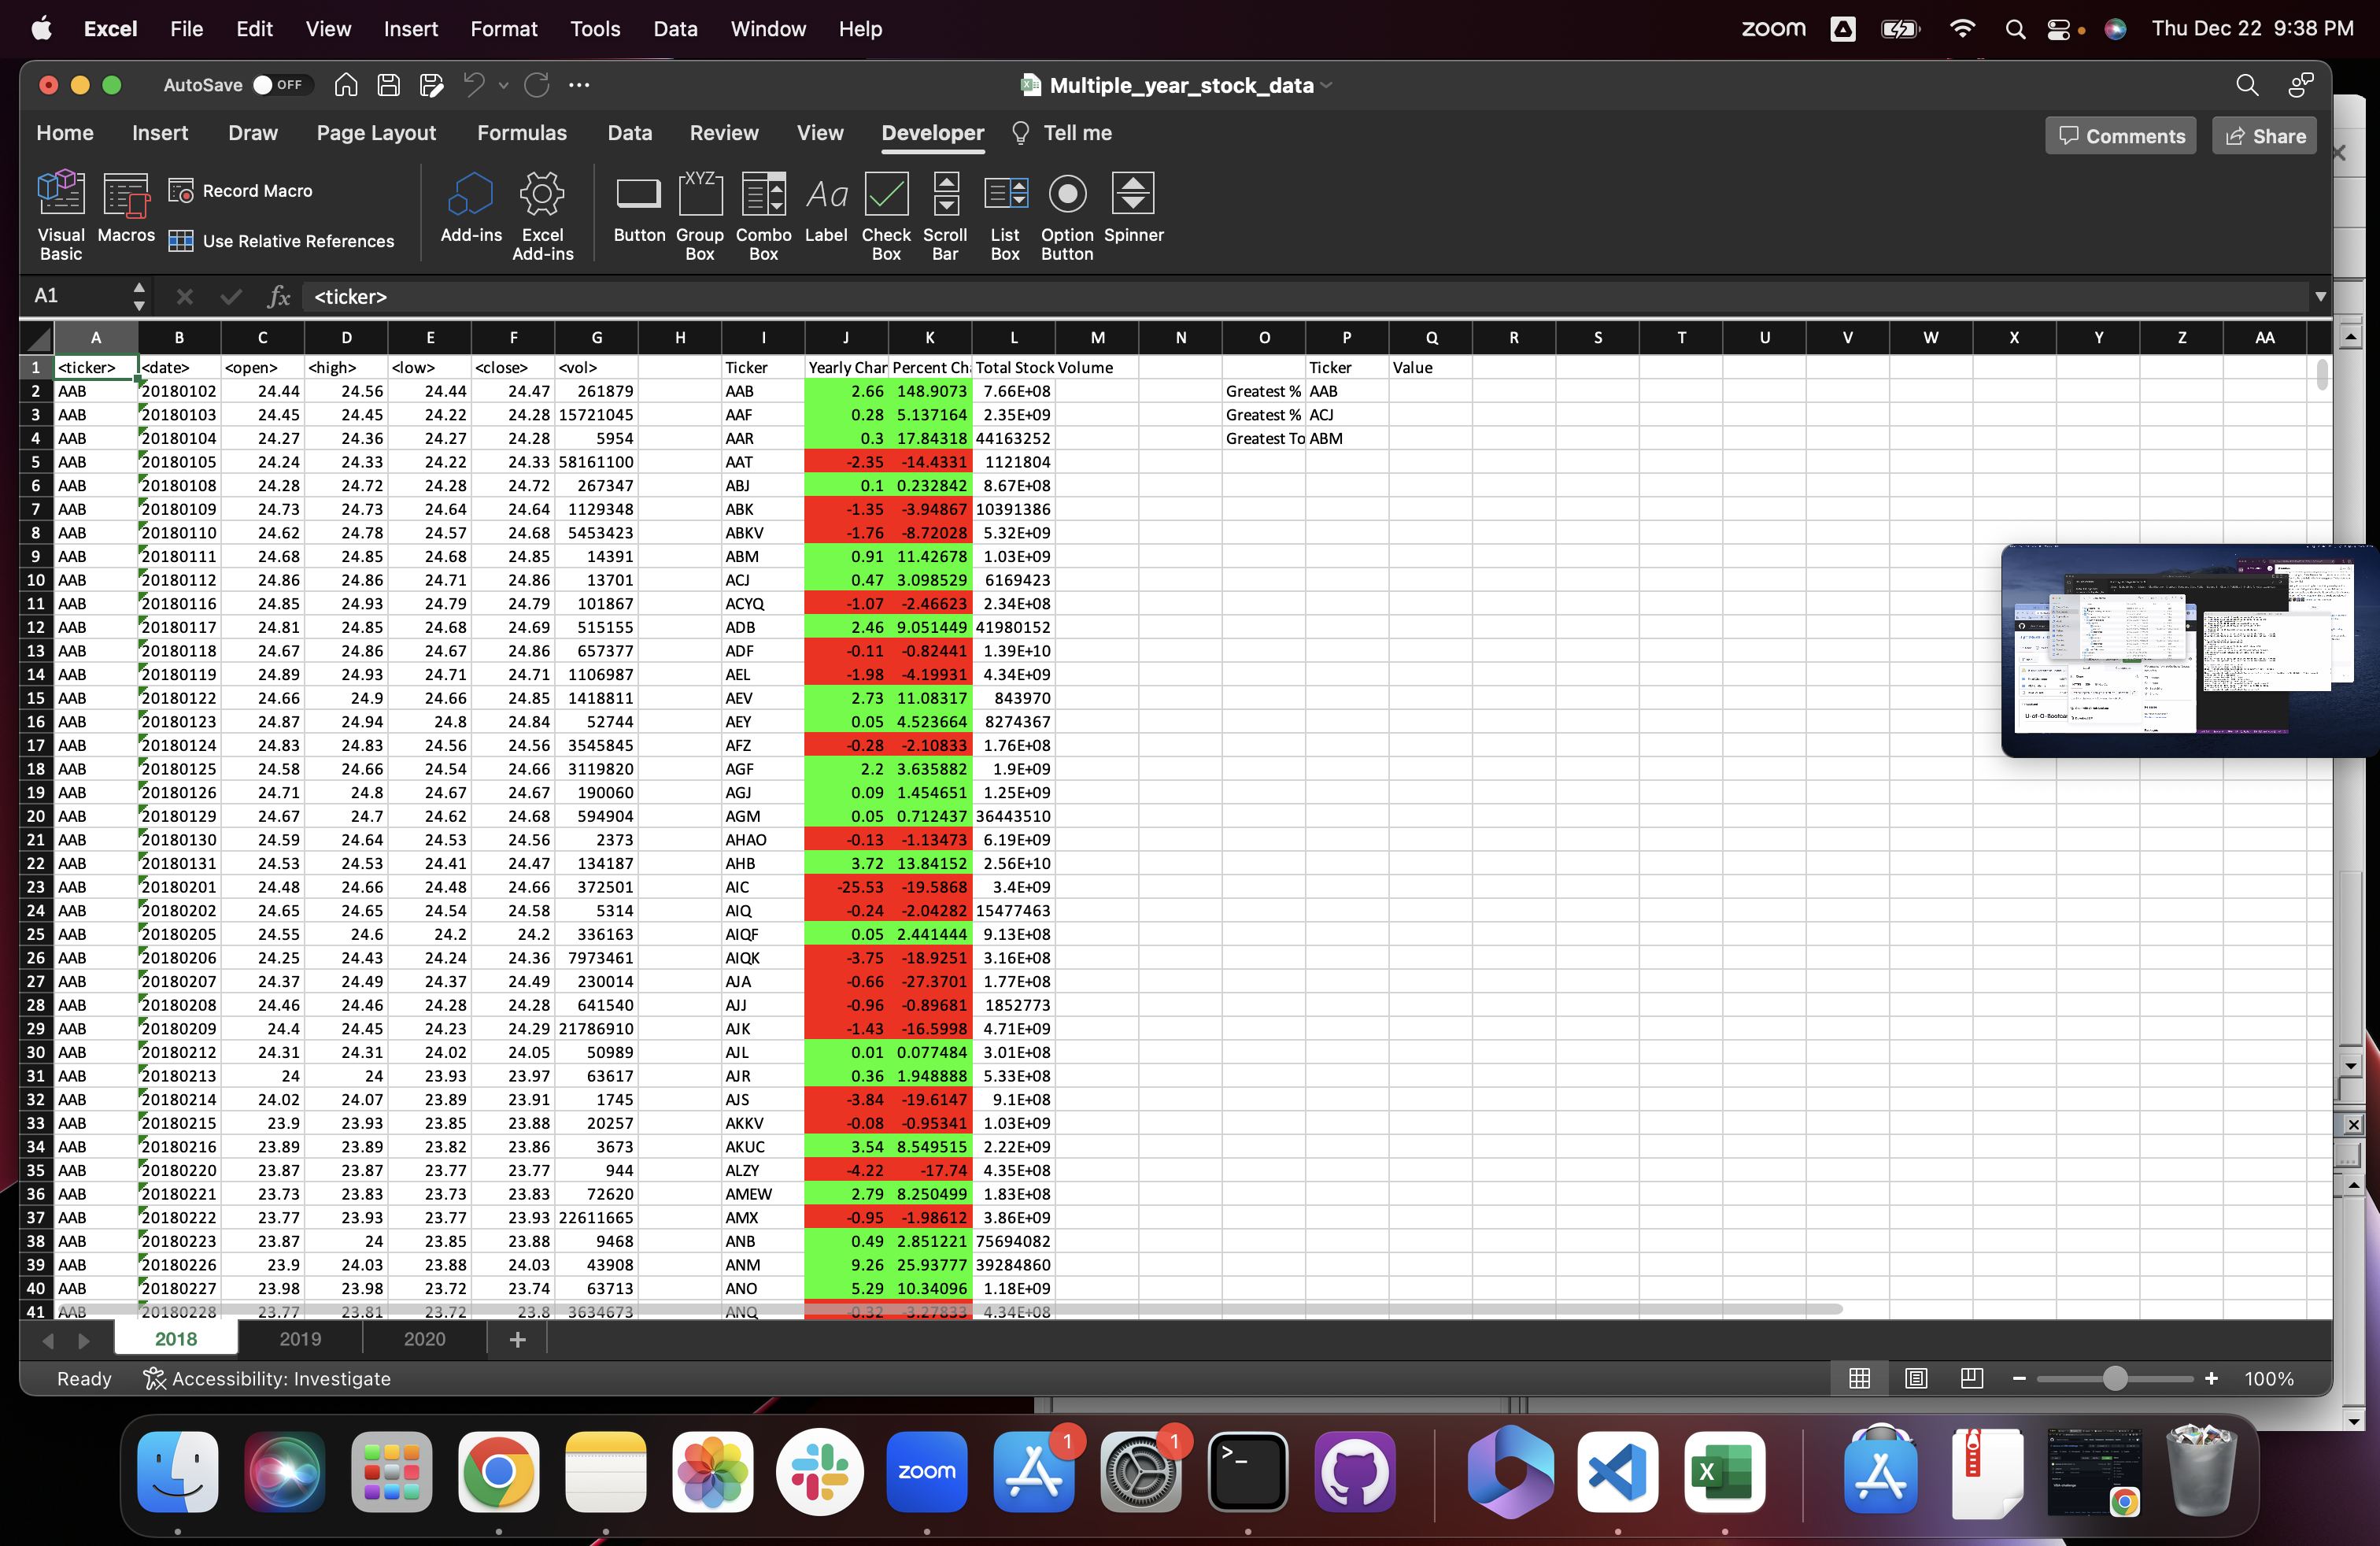 Excel File Edit View Insert Format Tools Data Window Help zoom Thu Dec 22 9:38 PM
AutoSave OFF Multiple_year_stock_data
Home Insert Draw Page Layout Formulas Data Review View Developer Tell me Comments Share
Visual Basic Macros Record Macro Use Relative References Add-ins Excel Add-ins Button XYZ Group Box Combo Box Aa Label Check Box Scroll Bar List Box Option Button Spinner
A1 fx <ticker>
A B C D E F G H I J K L M N O P Q R S T U V W X Y Z AA
1 <ticker> <date> <open> <high> <low> <close> <vol> Ticker Yearly Char Percent Ch Total Stock Volume Ticker Value
2 AAB 20180102 24.44 24.56 24.44 24.47 261879 AAB 2.66 148.9073 7.66E+08 Greatest % AAB
3 AAB 20180103 24.45 24.45 24.22 24.28 15721045 AAF 0.28 5.137164 2.35E+09 Greatest % ACJ
4 AAB 20180104 24.27 24.36 24.27 24.28 5954 AAR 0.3 17.84318 44163252 Greatest To ABM
5 AAB 20180105 24.24 24.33 24.22 24.33 58161100 AAT -2.35 -14.4331 1121804
6 AAB 20180108 24.28 24.72 24.28 24.72 267347 ABJ 0.1 0.232842 8.67E+08
7 AAB 20180109 24.73 24.73 24.64 24.64 1129348 ABK -1.35 -3.94867 10391386
8 AAB 20180110 24.62 24.78 24.57 24.68 5453423 ABKV -1.76 -8.72028 5.32E+09
9 AAB 20180111 24.68 24.85 24.68 24.85 14391 ABM 0.91 11.42678 1.03E+09
10 AAB 20180112 24.86 24.86 24.71 24.86 13701 ACJ 0.47 3.098529 6169423
11 AAB 20180116 24.85 24.93 24.79 24.79 101867 ACYQ -1.07 -2.46623 2.34E+08
12 AAB 20180117 24.81 24.85 24.68 24.69 515155 ADB 2.46 9.051449 41980152
13 AAB 20180118 24.67 24.86 24.67 24.86 657377 ADF -0.11 -0.82441 1.39E+10
14 AAB 20180119 24.89 24.93 24.71 24.71 1106987 AEL -1.98 -4.19931 4.34E+09
15 AAB 20180122 24.66 24.9 24.66 24.85 1418811 AEV 2.73 11.08317 843970
16 AAB 20180123 24.87 24.94 24.8 24.84 52744 AEY 0.05 4.523664 8274367
17 AAB 20180124 24.83 24.83 24.56 24.56 3545845 AFZ -0.28 -2.10833 1.76E+08
18 AAB 20180125 24.58 24.66 24.54 24.66 3119820 AGF 2.2 3.635882 1.9E+09
19 AAB 20180126 24.71 24.8 24.67 24.67 190060 AGJ 0.09 1.454651 1.25E+09
20 AAB 20180129 24.67 24.7 24.62 24.68 594904 AGM 0.05 0.712437 36443510
21 AAB 20180130 24.59 24.64 24.53 24.56 2373 AHAO -0.13 -1.13473 6.19E+09
22 AAB 20180131 24.53 24.53 24.41 24.47 134187 AHB 3.72 13.84152 2.56E+10
23 AAB 20180201 24.48 24.66 24.48 24.66 372501 AIC -25.53 -19.5868 3.4E+09
24 AAB 20180202 24.65 24.65 24.54 24.58 5314 AIQ -0.24 -2.04282 15477463
25 AAB 20180205 24.55 24.6 24.2 24.2 336163 AIQF 0.05 2.441444 9.13E+08
26 AAB 20180206 24.25 24.43 24.24 24.36 7973461 AIQK -3.75 -18.9251 3.16E+08
27 AAB 20180207 24.37 24.49 24.37 24.49 230014 AJA -0.66 -27.3701 1.77E+08
28 AAB 20180208 24.46 24.46 24.28 24.28 641540 AJJ -0.96 -0.89681 1852773
29 AAB 20180209 24.4 24.45 24.23 24.29 21786910 AJK -1.43 -16.5998 4.71E+09
30 AAB 20180212 24.31 24.31 24.02 24.05 50989 AJL 0.01 0.077484 3.01E+08
31 AAB 20180213 24 24 23.93 23.97 63617 AJR 0.36 1.948888 5.33E+08
32 AAB 20180214 24.02 24.07 23.89 23.91 1745 AJS -3.84 -19.6147 9.1E+08
33 AAB 20180215 23.9 23.93 23.85 23.88 20257 AKKV -0.08 -0.95341 1.03E+09
34 AAB 20180216 23.89 23.89 23.82 23.86 3673 AKUC 3.54 8.549515 2.22E+09
35 AAB 20180220 23.87 23.87 23.77 23.77 944 ALZY -4.22 -17.74 4.35E+08
36 AAB 20180221 23.73 23.83 23.73 23.83 72620 AMEW 2.79 8.250499 1.83E+08
37 AAB 20180222 23.77 23.93 23.77 23.93 22611665 AMX -0.95 -1.98612 3.86E+09
38 AAB 20180223 23.87 24 23.85 23.88 9468 ANB 0.49 2.851221 75694082
39 AAB 20180226 23.9 24.03 23.88 24.03 43908 ANM 9.26 25.93777 39284860
40 AAB 20180227 23.98 23.98 23.72 23.74 63713 ANO 5.29 10.34096 1.18E+09
41 AAB 20180228 23.77 23.81 23.72 23.8 3634673 ANQ -0.32 -3.27833 4.34E+08
2018 2019 2020 +
Ready Accessibility: Investigate 100%
zoom 1 1